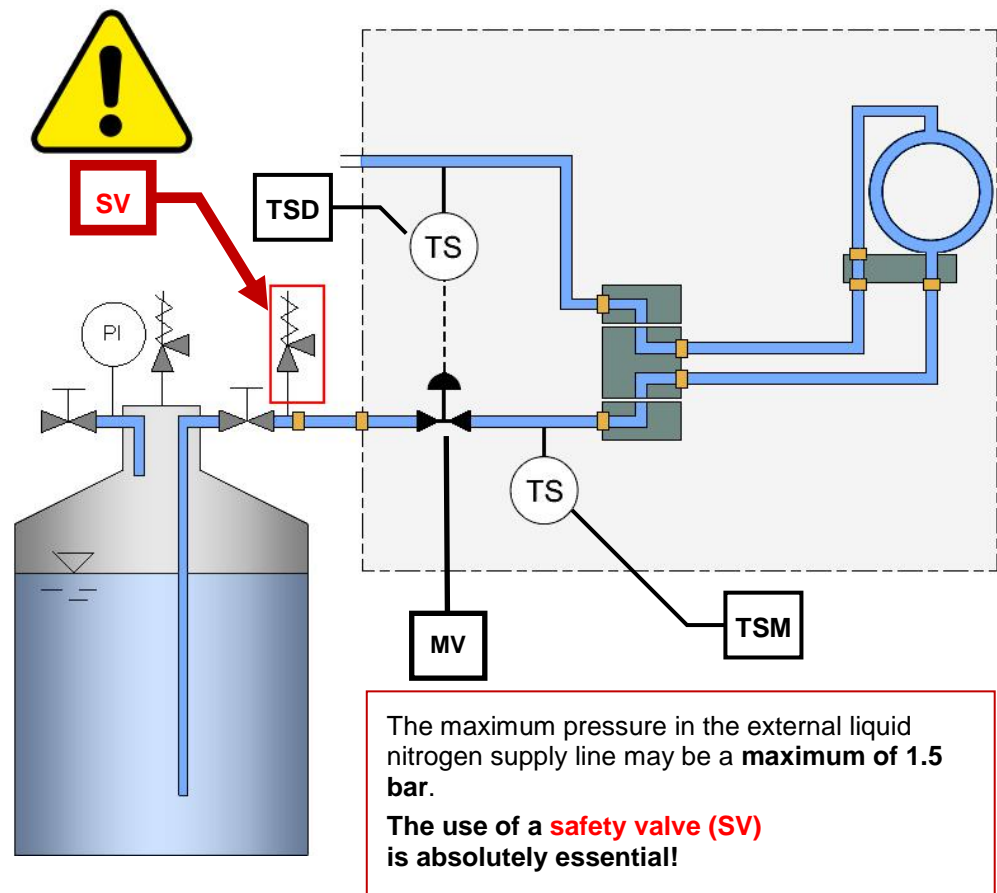 SV
TSD
TS
PI
TS
TSM
MV
The maximum pressure in the external liquid
nitrogen supply line may be a maximum of 1.5
bar.
The use of a safety valve (SV)
is absolutely essential!